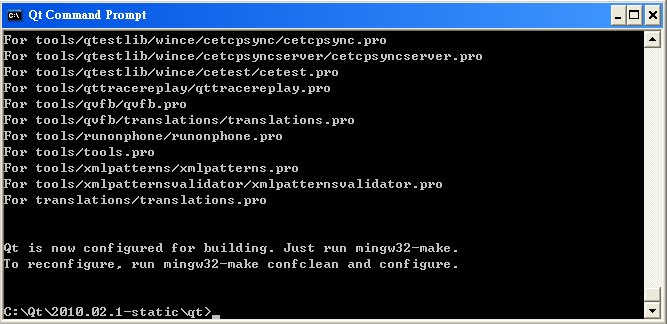 Qt Command Prompt
For tools/qtestlib/wince/cetcpsync/cetcpsync.pro
For tools/qtestlib/wince/cetcpsyncserver/cetcpsyncserver.pro
For tools/qtestlib/wince/cetest/cetest.pro
For tools/qttracereplay/qttracereplay.pro
For tools/qvfb/qvfb.pro
For tools/qvfb/translations/translations.pro
For tools/runonphone/runonphone.pro
For tools/tools.pro
For tools/xmlpatterns/xmlpatterns.pro
For tools/xmlpatternsvalidator/xmlpatternsvalidator.pro
For translations/translations.pro
Qt is now configured for building. Just run mingw32-make.
To reconfigure, run mingw32-make confclean and configure.
C:\Qt\2010.02.1-static\qt>_